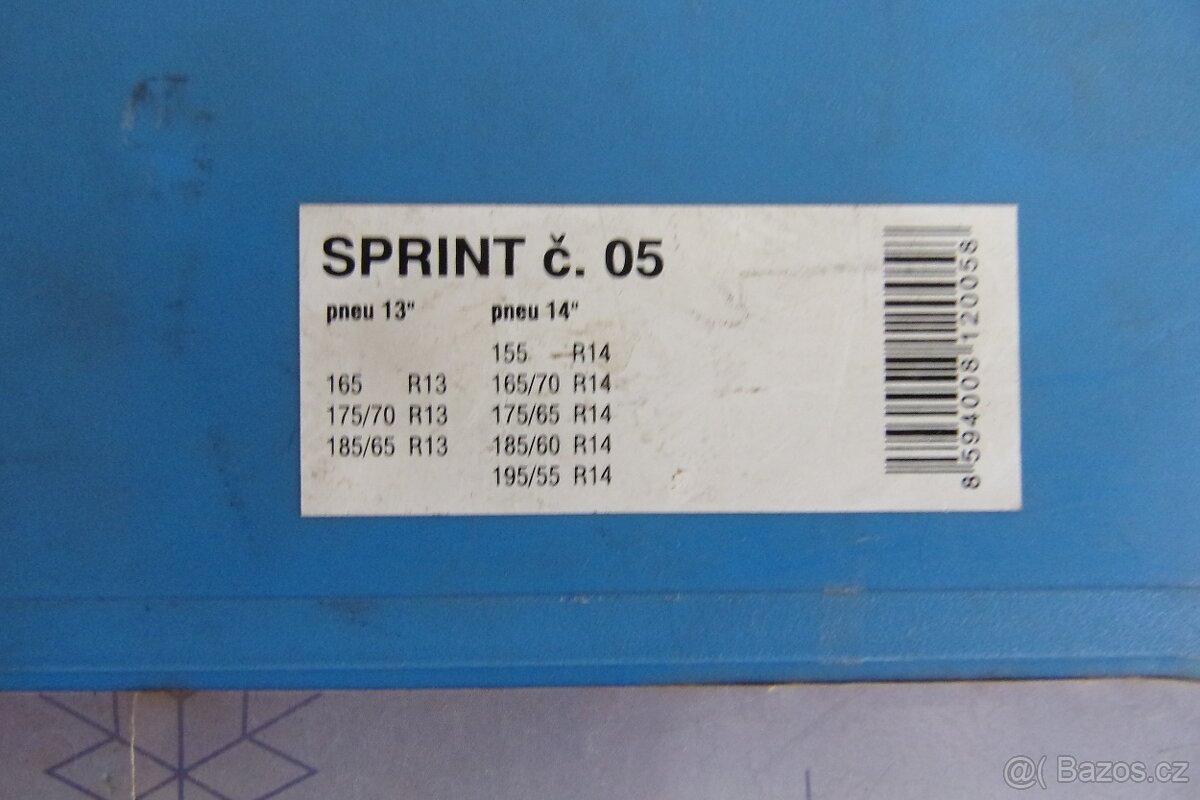 SPRINT č. 05
pneu 13" pneu 14"
155 R14
165 R13 165/70 R14
175/70 R13 175/65 R14
185/65 R13 185/60 R14
195/55 R14
8 594008 120058
@( Bazos.cz